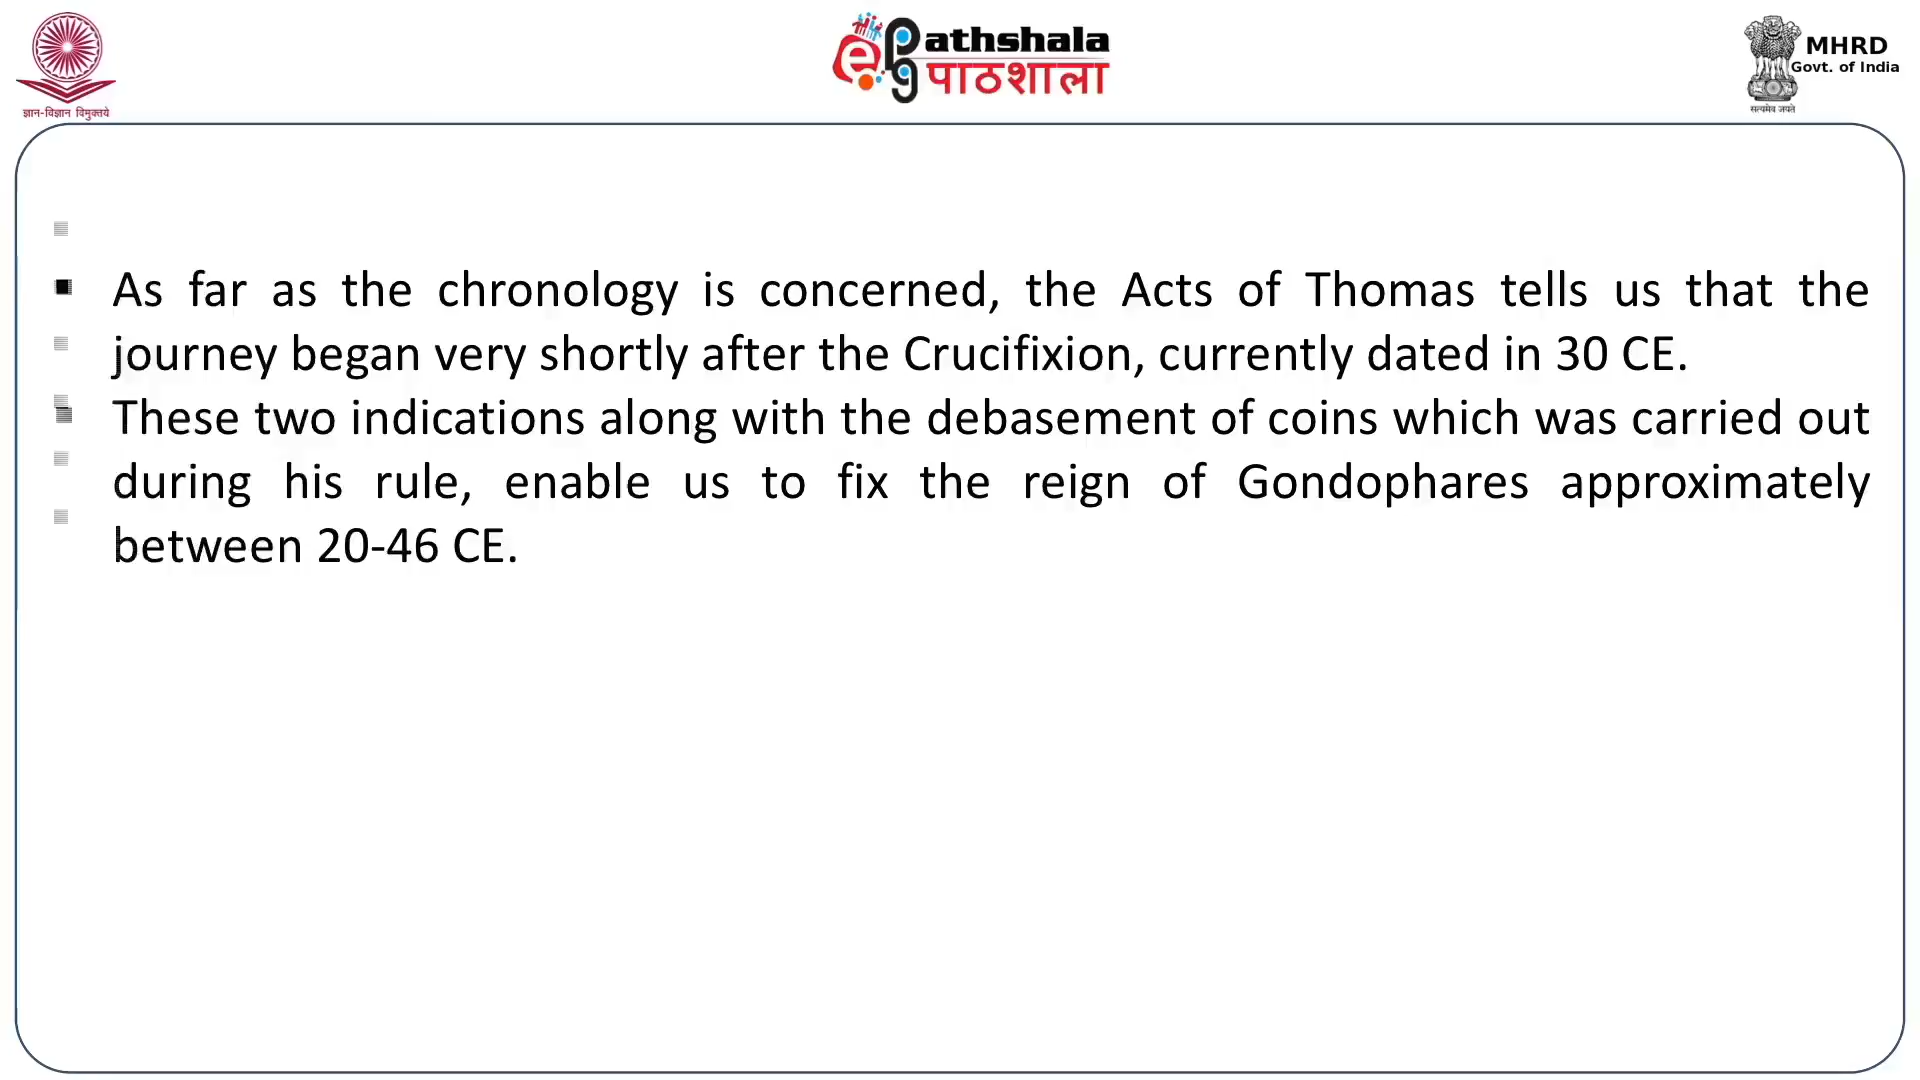 ज्ञान-विज्ञान विमुक्तये
e
pg
athshala
पाठशाला
MHRD
Govt. of India
सत्यमेव जयते
As far as the chronology is concerned, the Acts of Thomas tells us that the
journey began very shortly after the Crucifixion, currently dated in 30 CE.
These two indications along with the debasement of coins which was carried out
during his rule, enable us to fix the reign of Gondophares approximately
between 20-46 CE.